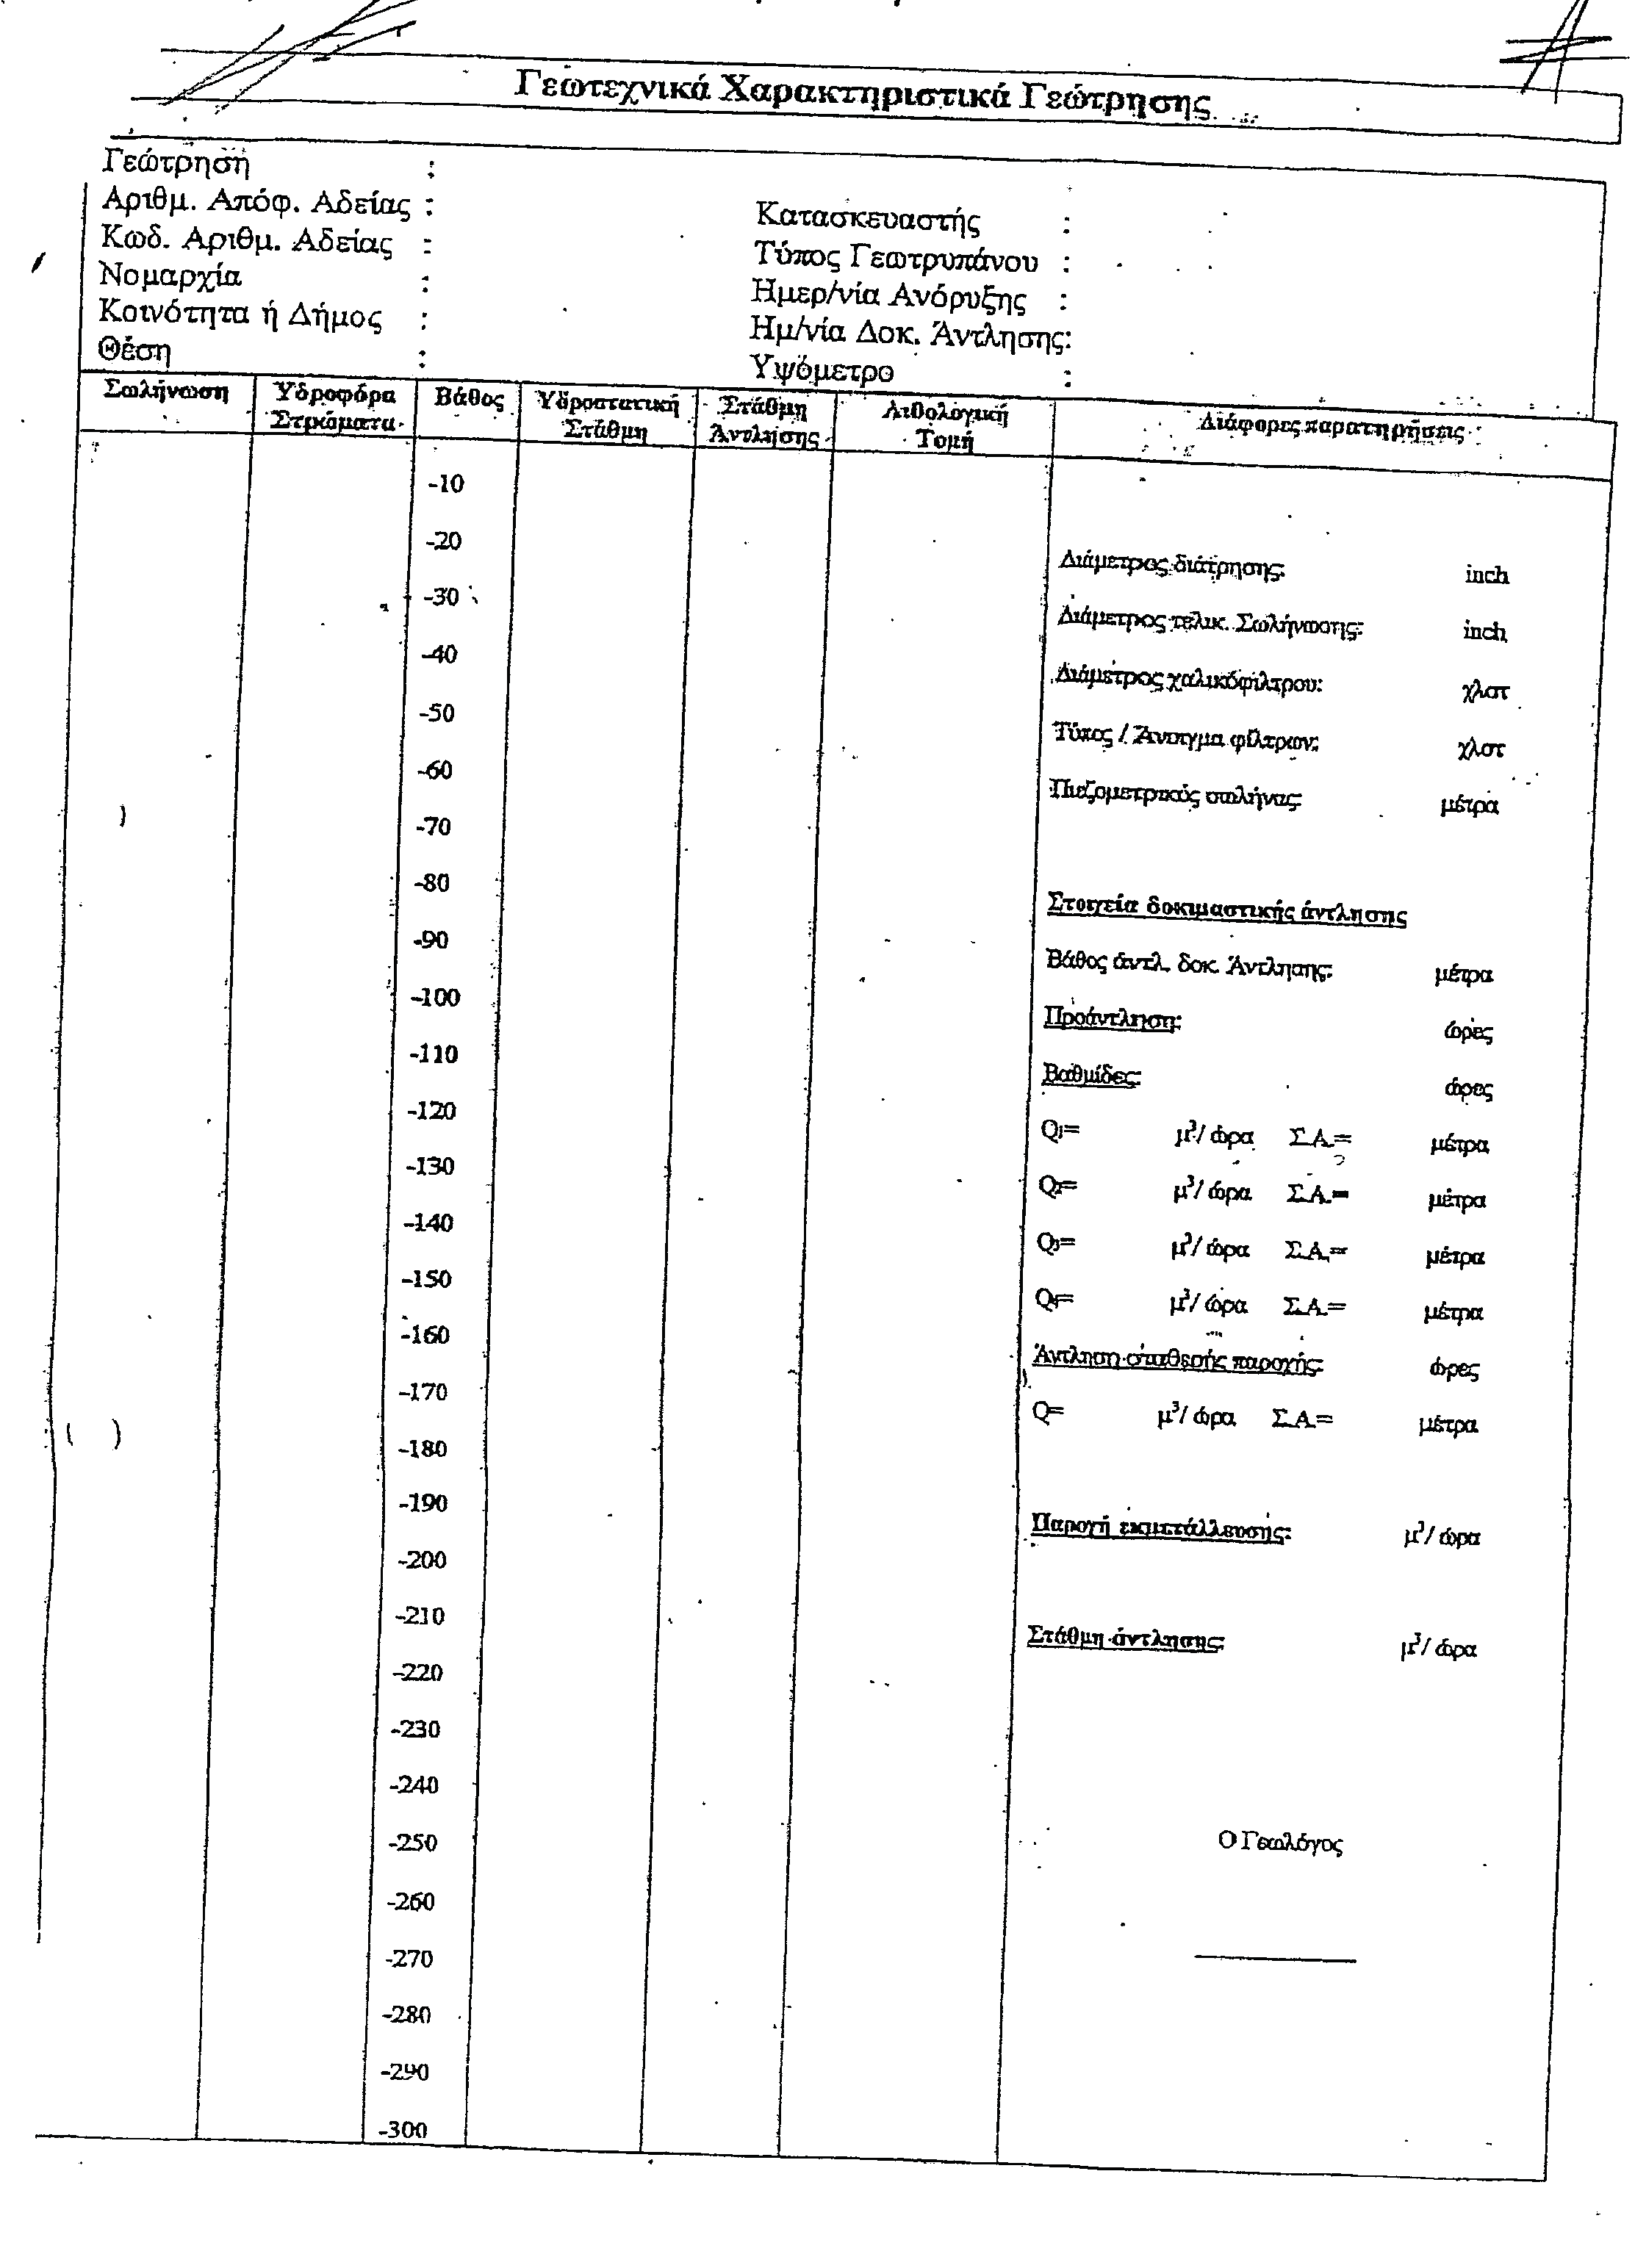 Γεωτεχνικά Χαρακτηριστικά Γεώτρησης
Γεώτρηση :
Αριθμ. Απόφ. Αδείας :
Κωδ. Αριθμ. Αδείας :
Νομαρχία :
Κοινότητα ή Δήμος :
Θέση :
Κατασκευαστής :
Τύπος Γεωτρυπάνου :
Ημερ/νία Ανόρυξης :
Ημ/νία Δοκ. Άντλησης:
Υψόμετρο :
Σωλήνωση Υδροφόρα Στρώματα Βάθος Υδροστατική Στάθμη Στάθμη Άντλησης Λιθολογική Τομή Διάφορες παρατηρήσεις
-10
-20
-30
-40
-50
-60
-70
-80
-90
-100
-110
-120
-130
-140
-150
-160
-170
-180
-190
-200
-210
-220
-230
-240
-250
-260
-270
-280
-290
-300
Διάμετρος διάτρησης: inch
Διάμετρος τελικ. Σωλήνωσης: inch
Διάμετρος χαλικόφιλτρου: χλστ
Τύπος / Άνοιγμα φίλτρων: χλστ
Πιεζομετρικός σωλήνας: μέτρα
Στοιχεία δοκιμαστικής άντλησης
Βάθος άντλ. δοκ. Άντλησης: μέτρα
Προάντληση: ώρες
Βαθμίδες: ώρες
Q1= μ³/ ώρα Σ.Α.= μέτρα
Q2= μ³/ ώρα Σ.Α.= μέτρα
Q3= μ³/ ώρα Σ.Α.= μέτρα
Q4= μ³/ ώρα Σ.Α.= μέτρα
Άντληση σταθερής παροχής: ώρες
Q= μ³/ ώρα Σ.Α.= μέτρα
Παροχή εκμετάλλευσης: μ³/ ώρα
Στάθμη άντλησης: μ³/ ώρα
Ο Γεωλόγος